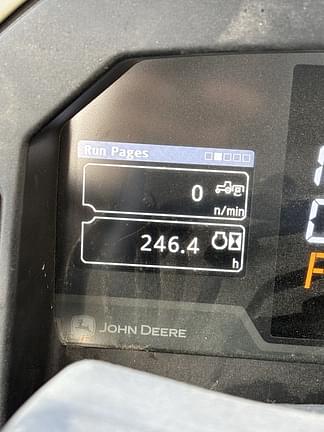 Run Pages
0
n/min
246.4
h
JOHN DEERE
F